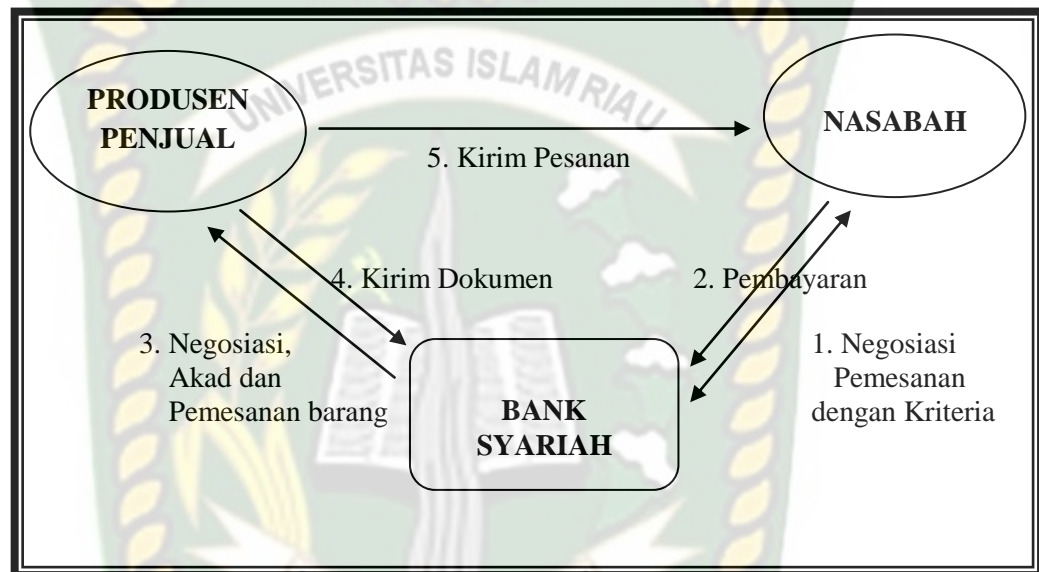 UNIVERSITAS ISLAM RIAU
PRODUSEN
PENJUAL
NASABAH
5. Kirim Pesanan
4. Kirim Dokumen
2. Pembayaran
3. Negosiasi,
Akad dan
Pemesanan barang
1. Negosiasi
Pemesanan
dengan Kriteria
BANK
SYARIAH